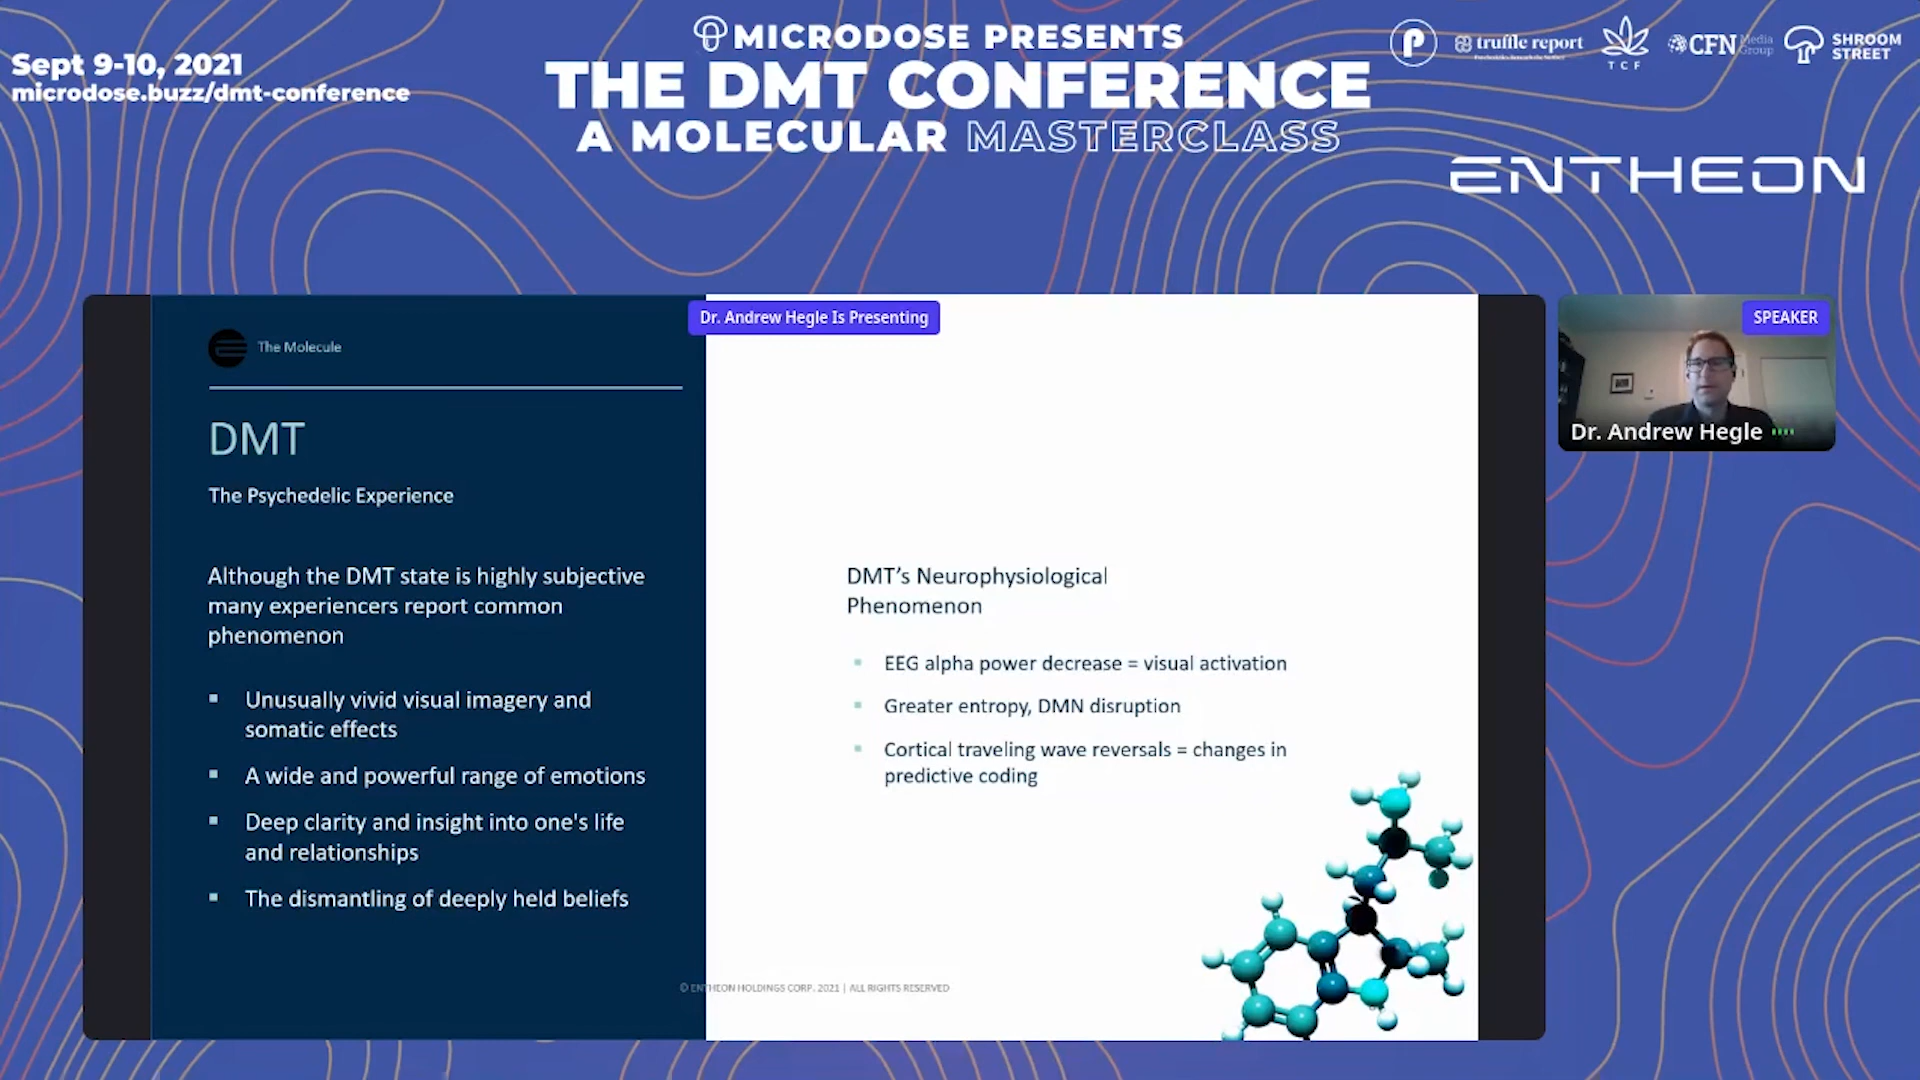 Sept 9-10, 2021
microdose.buzz/dmt-conference
MICRODOSE PRESENTS
THE DMT CONFERENCE
A MOLECULAR MASTERCLASS
P
truffle report
TCF
CFN Media Group
SHROOM STREET
ENTHEON
Dr. Andrew Hegle Is Presenting
SPEAKER
Dr. Andrew Hegle
The Molecule
DMT
The Psychedelic Experience
Although the DMT state is highly subjective
many experiencers report common
phenomenon
Unusually vivid visual imagery and
somatic effects
A wide and powerful range of emotions
Deep clarity and insight into one's life
and relationships
The dismantling of deeply held beliefs
DMT’s Neurophysiological
Phenomenon
EEG alpha power decrease = visual activation
Greater entropy, DMN disruption
Cortical traveling wave reversals = changes in
predictive coding
© ENTHEON HOLDINGS CORP. 2021 | ALL RIGHTS RESERVED